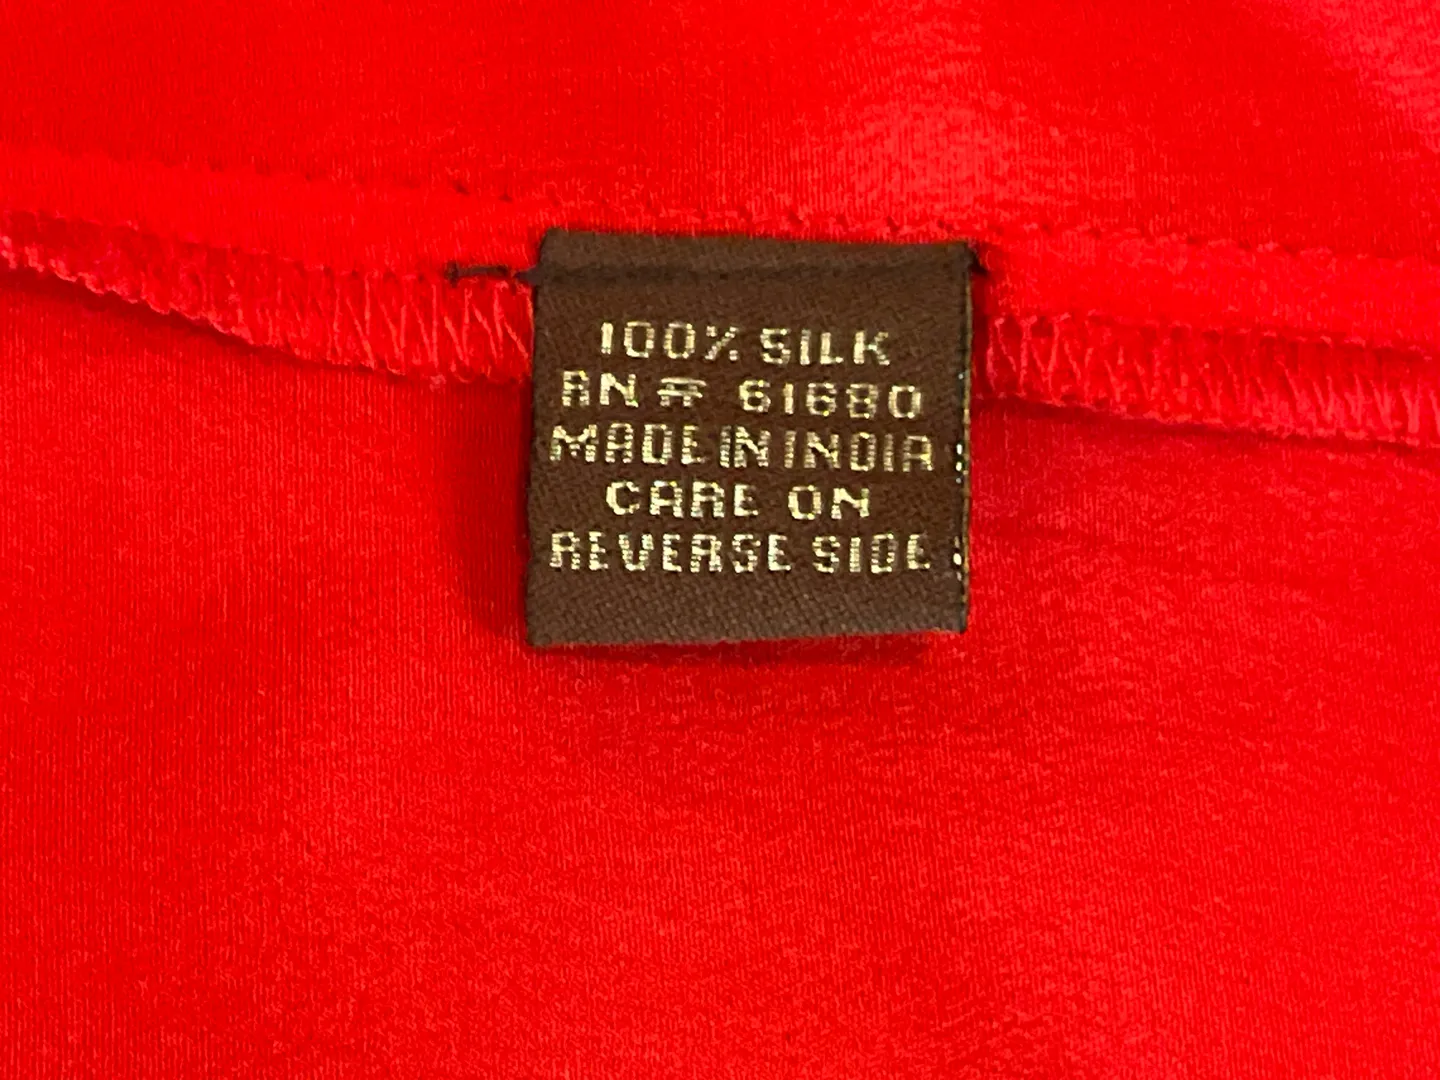 100% SILK
RN # 61680
MADE IN INDIA
CARE ON
REVERSE SIDE